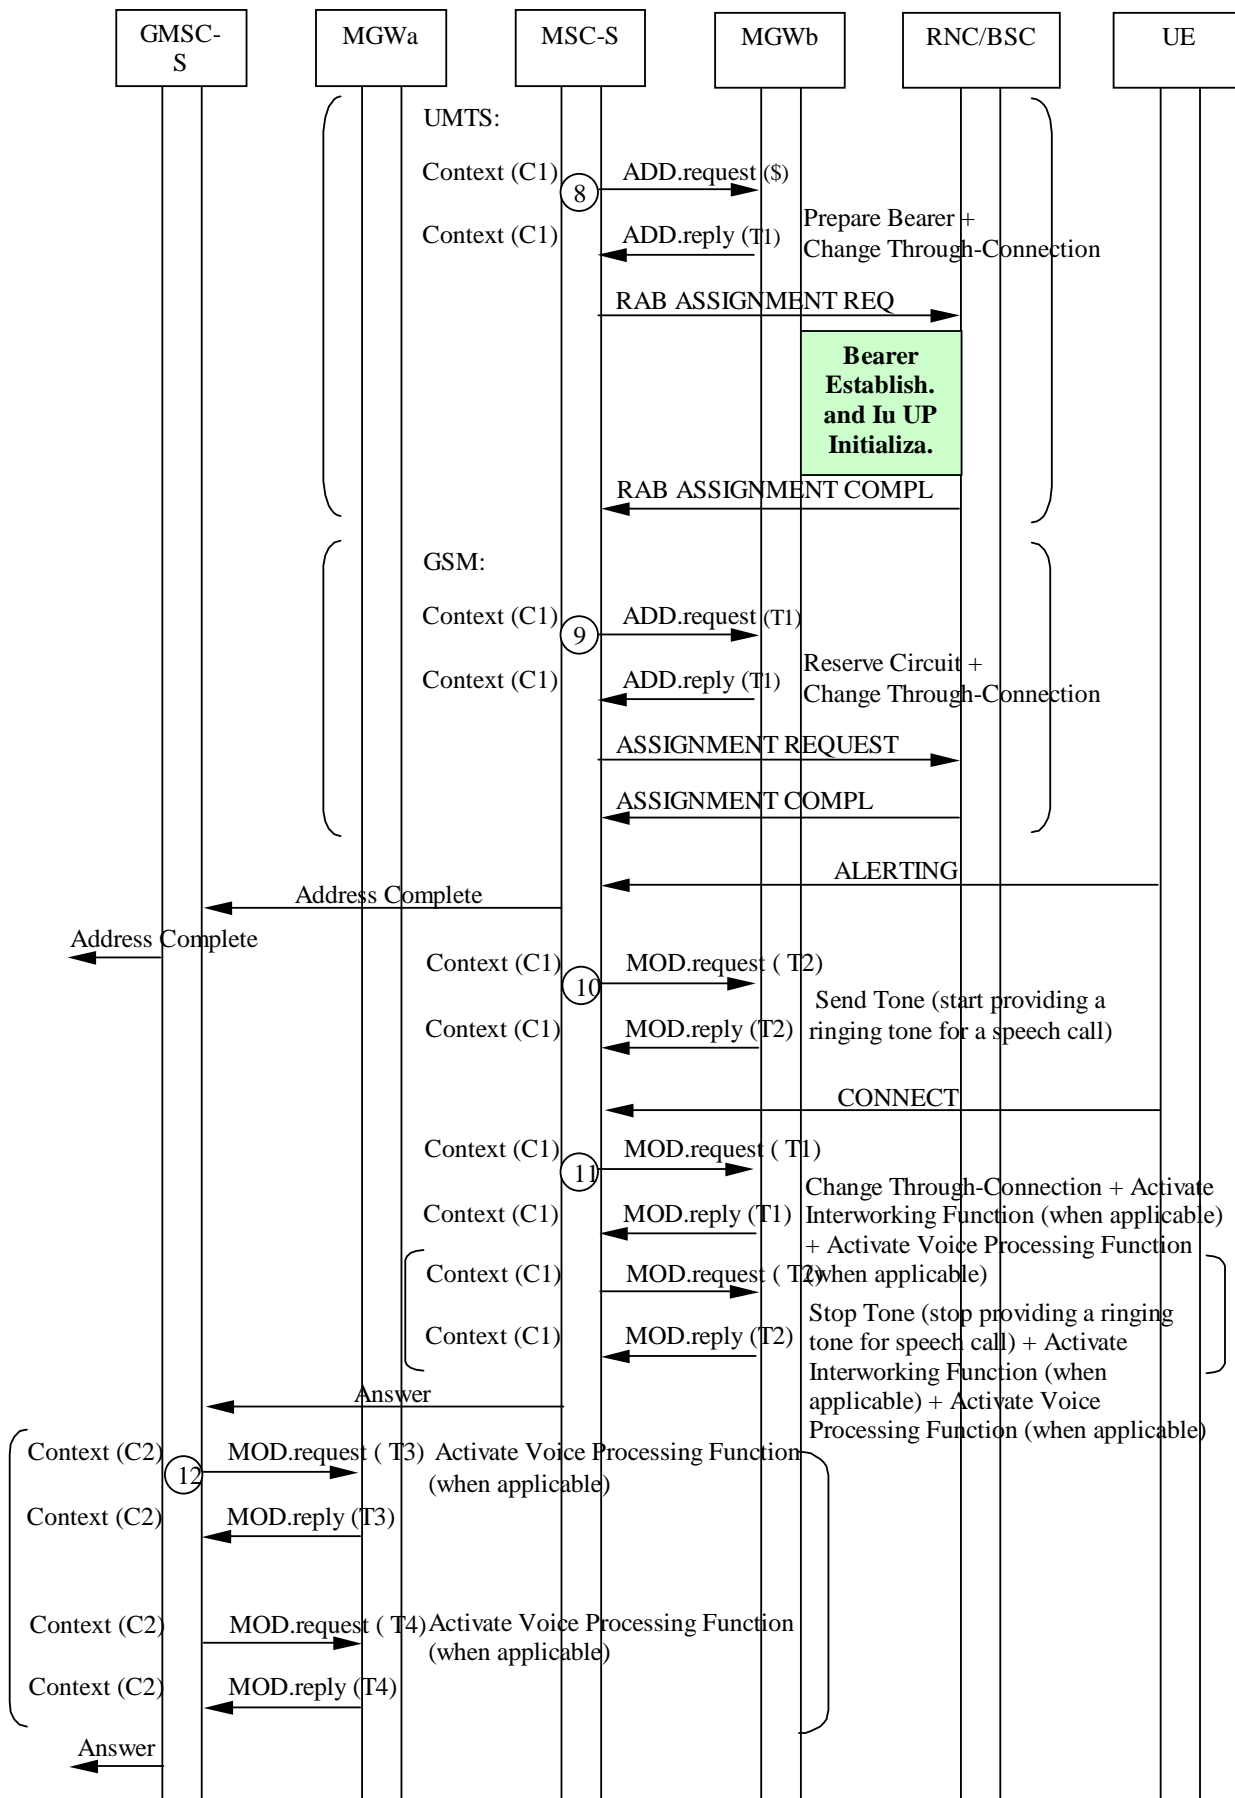 GMSC-
S
MGWa
MSC-S
MGWb
RNC/BSC
UE
UMTS:
Context (C1)
8
ADD.request ($)
Context (C1)
ADD.reply (T1)
Prepare Bearer +
Change Through-Connection
RAB ASSIGNMENT REQ
Bearer
Establish.
and Iu UP
Initializa.
RAB ASSIGNMENT COMPL
GSM:
Context (C1)
9
ADD.request (T1)
Context (C1)
ADD.reply (T1)
Reserve Circuit +
Change Through-Connection
ASSIGNMENT REQUEST
ASSIGNMENT COMPL
ALERTING
Address Complete
Address Complete
Context (C1)
10
MOD.request ( T2)
Context (C1)
MOD.reply (T2)
Send Tone (start providing a
ringing tone for a speech call)
CONNECT
Context (C1)
11
MOD.request ( T1)
Context (C1)
MOD.reply (T1)
Change Through-Connection + Activate
Interworking Function (when applicable)
+ Activate Voice Processing Function
(when applicable)
Context (C1)
MOD.request ( T2)
Context (C1)
MOD.reply (T2)
Stop Tone (stop providing a ringing
tone for speech call) + Activate
Interworking Function (when
applicable) + Activate Voice
Processing Function (when applicable)
Answer
Context (C2)
12
MOD.request ( T3)
Activate Voice Processing Function
(when applicable)
Context (C2)
MOD.reply (T3)
Context (C2)
MOD.request ( T4)
Activate Voice Processing Function
(when applicable)
Context (C2)
MOD.reply (T4)
Answer